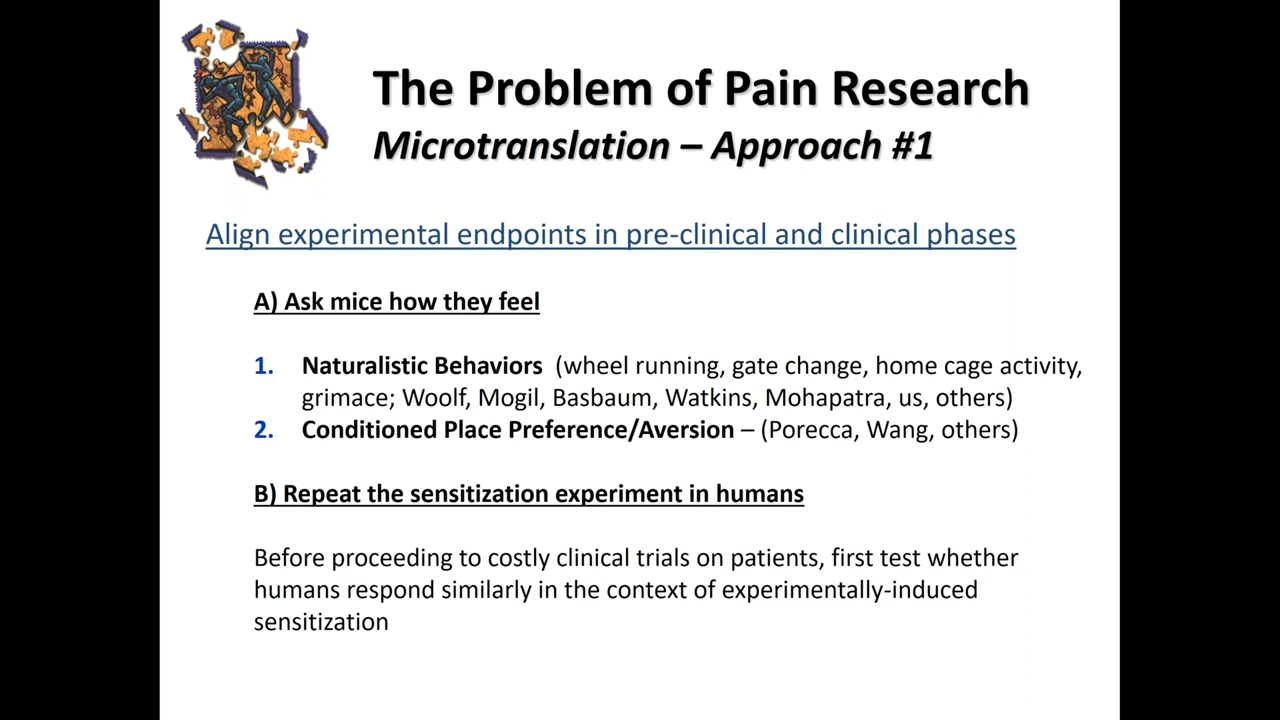 The Problem of Pain Research
Microtranslation – Approach #1
Align experimental endpoints in pre-clinical and clinical phases
A) Ask mice how they feel
1. Naturalistic Behaviors (wheel running, gate change, home cage activity,
grimace; Woolf, Mogil, Basbaum, Watkins, Mohapatra, us, others)
2. Conditioned Place Preference/Aversion – (Porecca, Wang, others)
B) Repeat the sensitization experiment in humans
Before proceeding to costly clinical trials on patients, first test whether
humans respond similarly in the context of experimentally-induced
sensitization